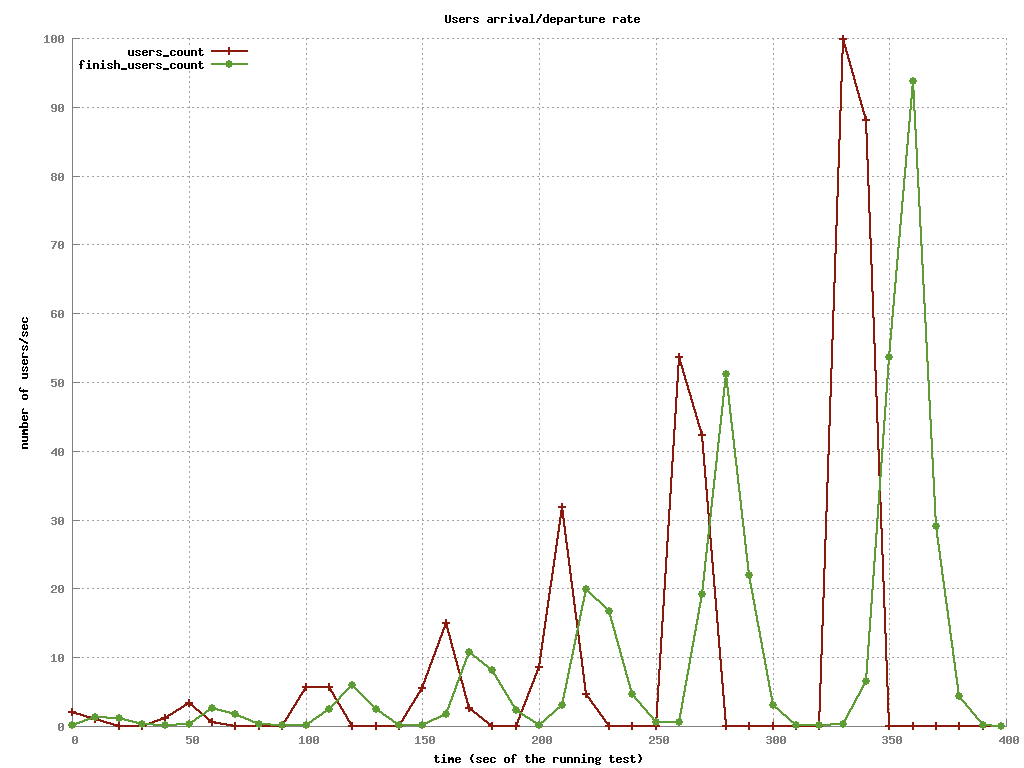 Users arrival/departure rate
users_count
finish_users_count
100
90
80
70
60
50
40
30
20
10
0
number of users/sec
0 50 100 150 200 250 300 350 400
time (sec of the running test)